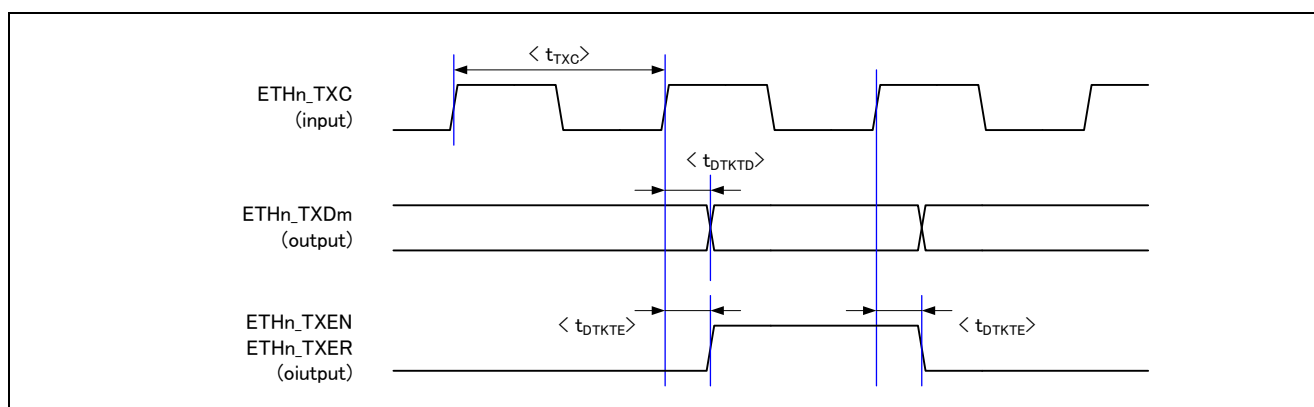 < tTXC>
ETHn_TXC
(input)
< tDTKTD>
ETHn_TXDm
(output)
ETHn_TXEN
ETHn_TXER
(oiutput)
< tDTKTE>
< tDTKTE>